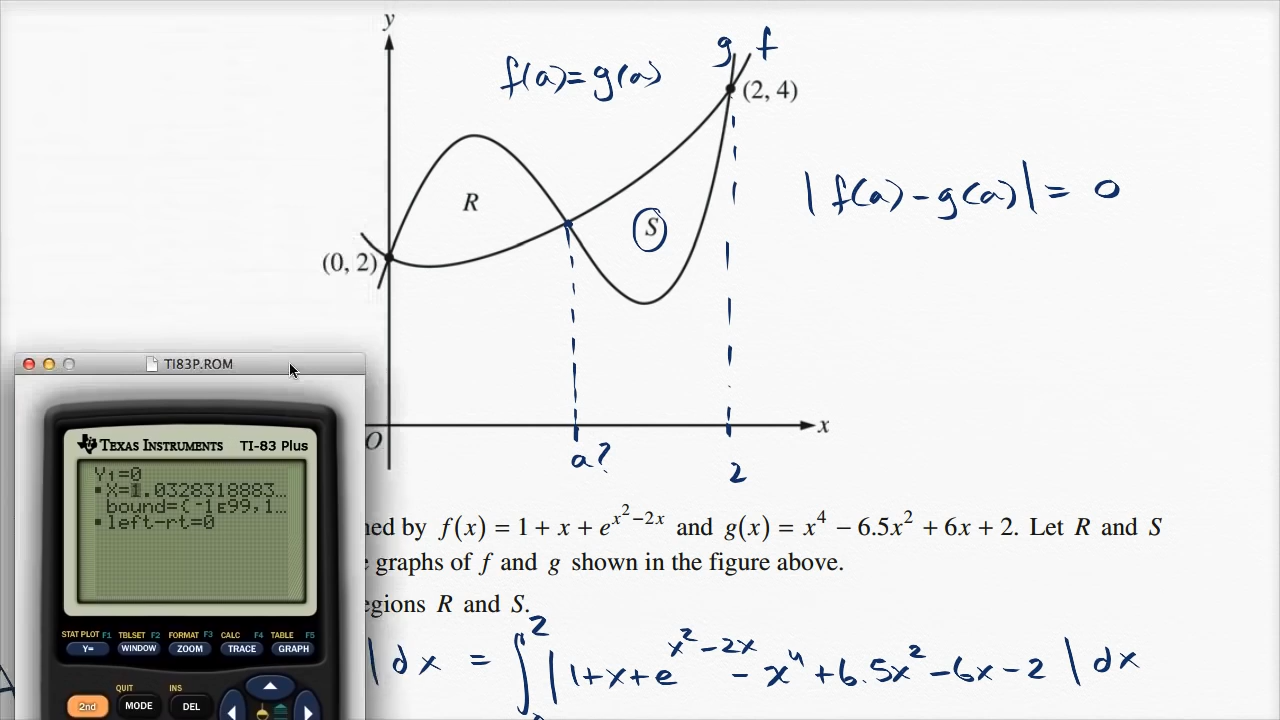 y
f(a)=g(a)
g f
(2, 4)
R
S
|f(a)-g(a)| = 0
(0, 2)
x
O
a?
2
TI83P.ROM
TEXAS INSTRUMENTS TI-83 Plus
Y₁=0
▪X=1.0328318883...
bound={-1ᴇ99,1...
▪left-rt=0
ned by f(x) = 1 + x + e^{x²−2x} and g(x) = x⁴ − 6.5x² + 6x + 2. Let R and S
e graphs of f and g shown in the figure above.
egions R and S.
| dx = ∫² |1+x+e^{x²-2x} - x⁴ + 6.5x² - 6x - 2| dx
STAT PLOT F1 TBLSET F2 FORMAT F3 CALC F4 TABLE F5
Y= WINDOW ZOOM TRACE GRAPH
QUIT INS
2nd MODE DEL